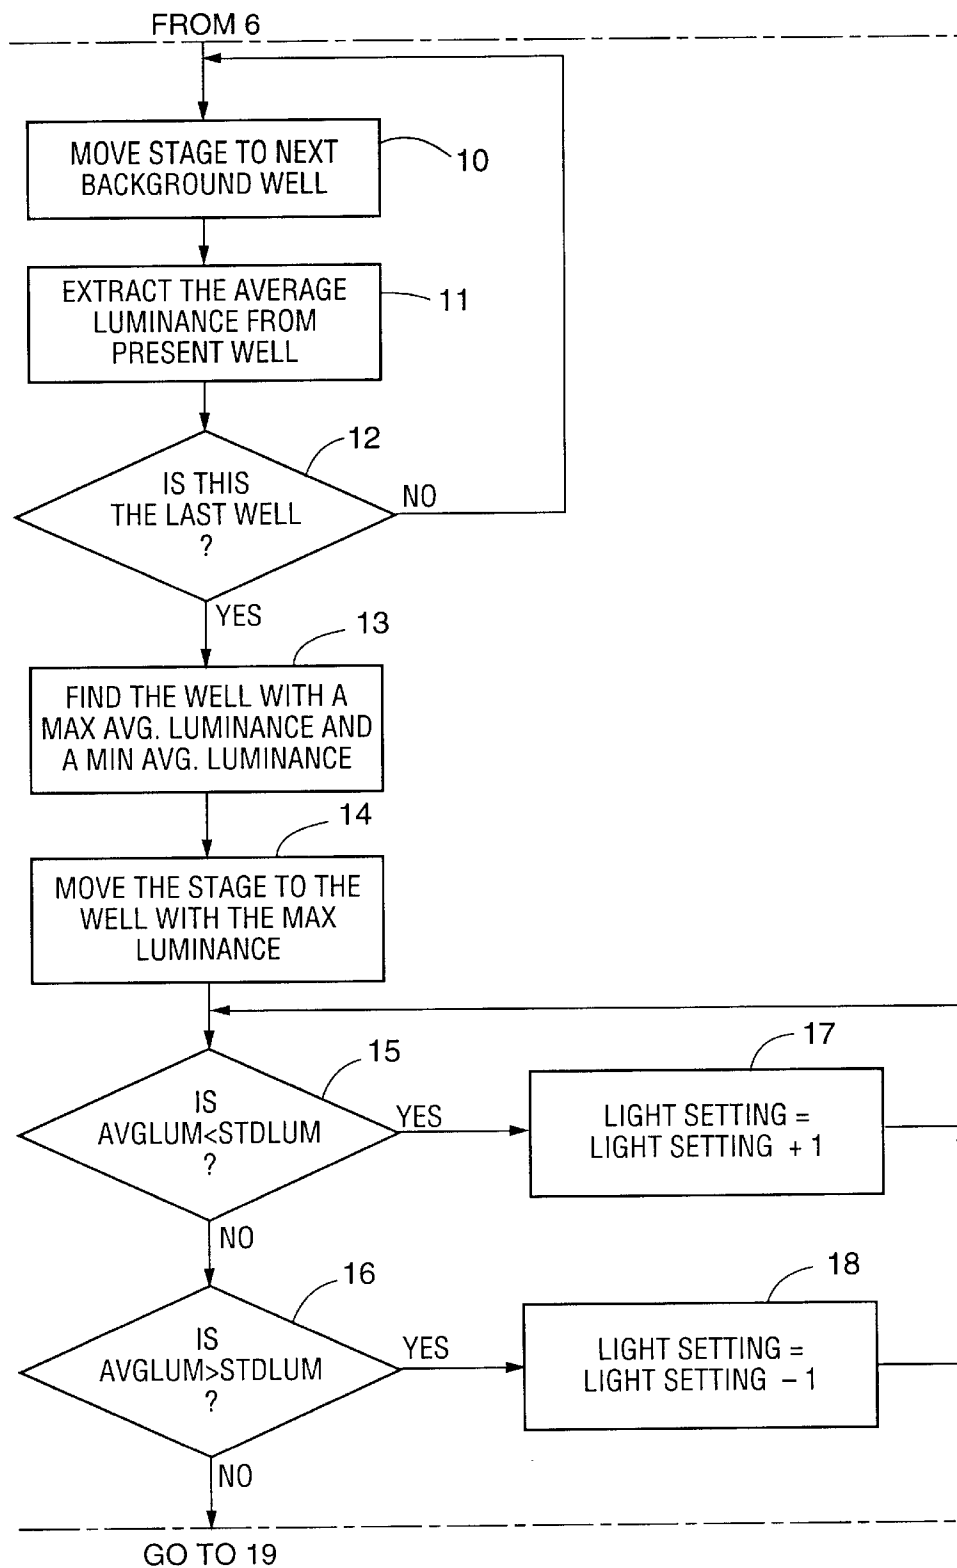 FROM 6
MOVE STAGE TO NEXT
BACKGROUND WELL
10
EXTRACT THE AVERAGE
LUMINANCE FROM
PRESENT WELL
11
12
IS THIS
THE LAST WELL
?
NO
YES
13
FIND THE WELL WITH A
MAX AVG. LUMINANCE AND
A MIN AVG. LUMINANCE
14
MOVE THE STAGE TO THE
WELL WITH THE MAX
LUMINANCE
15
IS
AVGLUM<STDLUM
?
YES
17
LIGHT SETTING =
LIGHT SETTING + 1
NO
16
IS
AVGLUM>STDLUM
?
YES
18
LIGHT SETTING =
LIGHT SETTING – 1
NO
GO TO 19